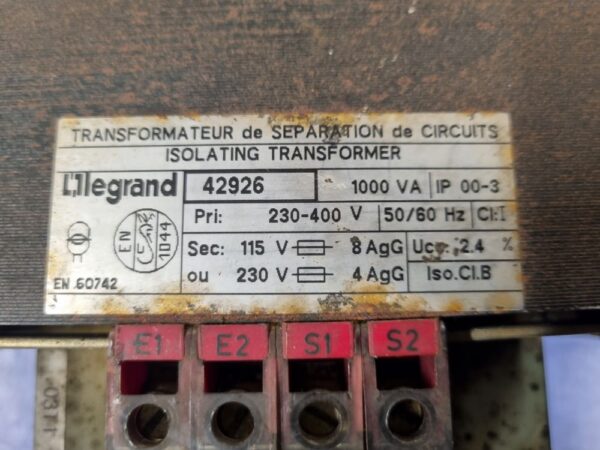 TRANSFORMATEUR de SEPARATION de CIRCUITS
ISOLATING TRANSFORMER
legrand 42926 1000 VA IP 00-3
Pri: 230-400 V 50/60 Hz Cl:I
Sec: 115 V 8 AgG Ucc: 2.4 %
ou 230 V 4 AgG Iso.Cl.B
EN 1044
EN 60742
E1 E2 S1 S2